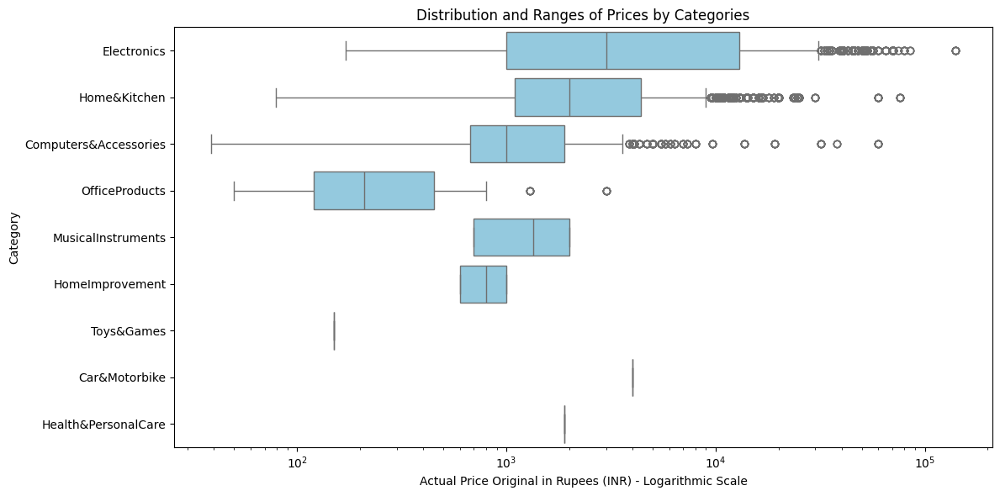 Distribution and Ranges of Prices by Categories
Electronics
Home&Kitchen
Computers&Accessories
OfficeProducts
MusicalInstruments
HomeImprovement
Toys&Games
Car&Motorbike
Health&PersonalCare
Category
10² 10³ 10⁴ 10⁵
Actual Price Original in Rupees (INR) - Logarithmic Scale